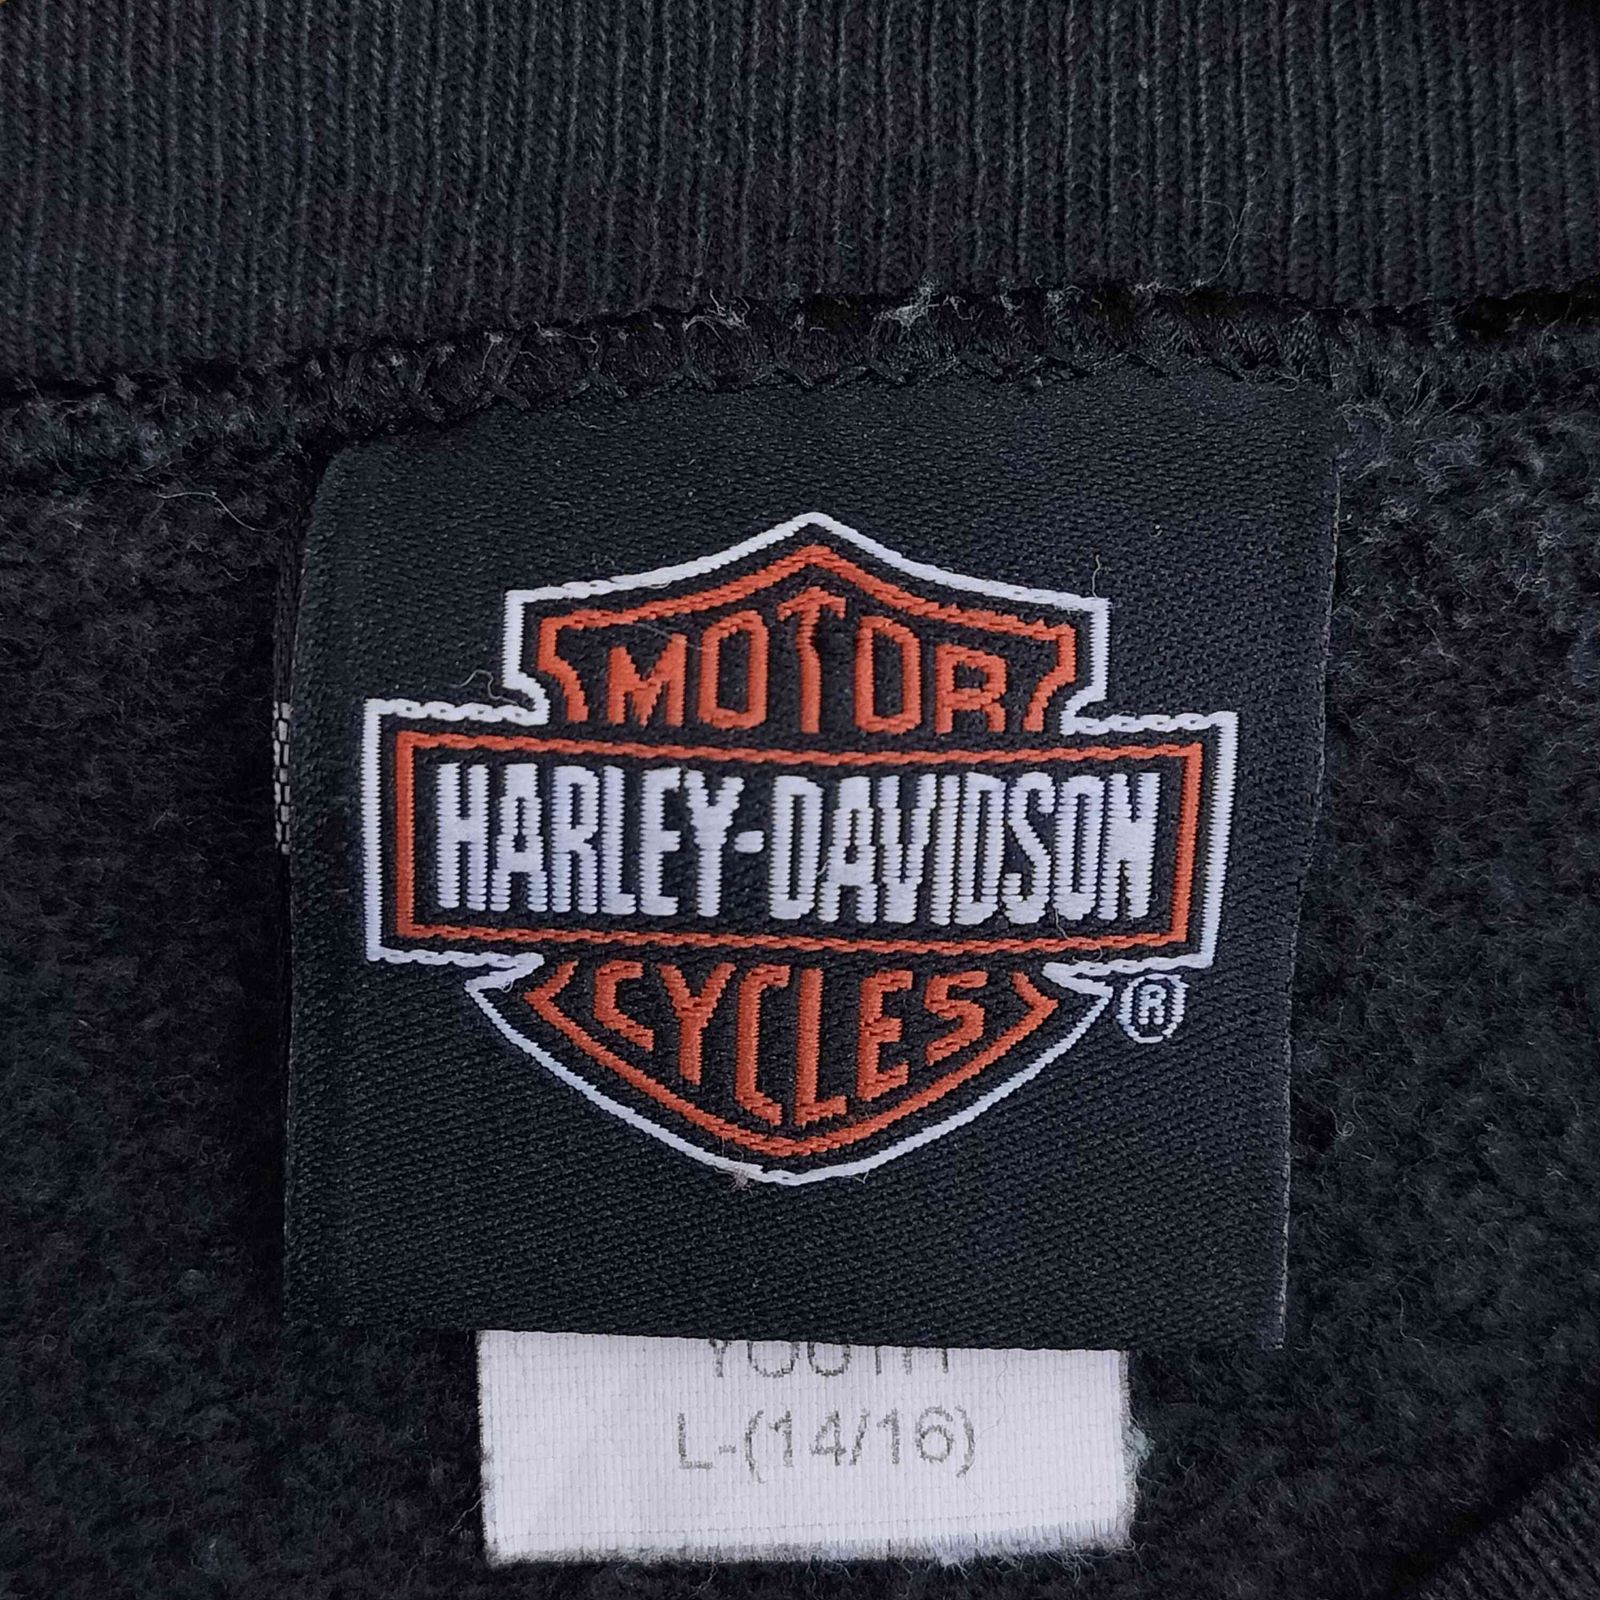 MOTOR
HARLEY-DAVIDSON
CYCLES
®
YOUTH
L-(14/16)